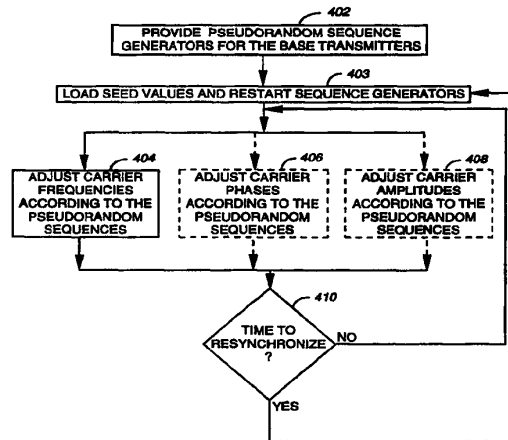 402
PROVIDE PSEUDORANDOM SEQUENCE
GENERATORS FOR THE BASE TRANSMITTERS
403
LOAD SEED VALUES AND RESTART SEQUENCE GENERATORS
404
ADJUST CARRIER
FREQUENCIES
ACCORDING TO THE
PSEUDORANDOM
SEQUENCES
406
ADJUST CARRIER
PHASES
ACCORDING TO THE
PSEUDORANDOM
SEQUENCES
408
ADJUST CARRIER
AMPLITUDES
ACCORDING TO THE
PSEUDORANDOM
SEQUENCES
410
TIME TO
RESYNCHRONIZE
?
NO
YES